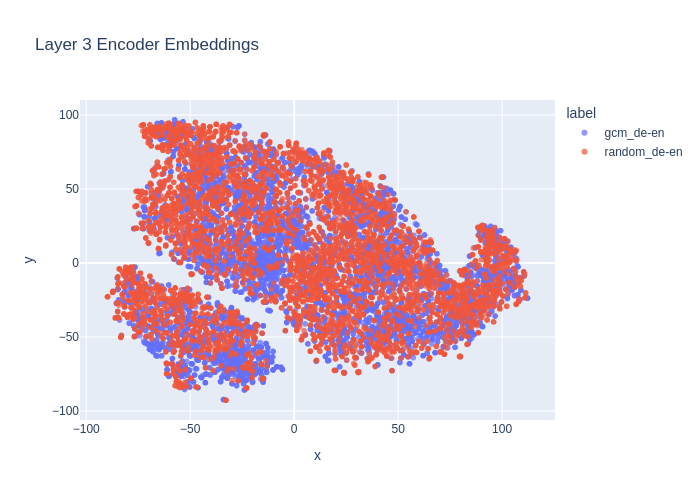 Layer 3 Encoder Embeddings
label
gcm_de-en
random_de-en
100
50
0
−50
−100
y
−100
−50
0
50
100
x